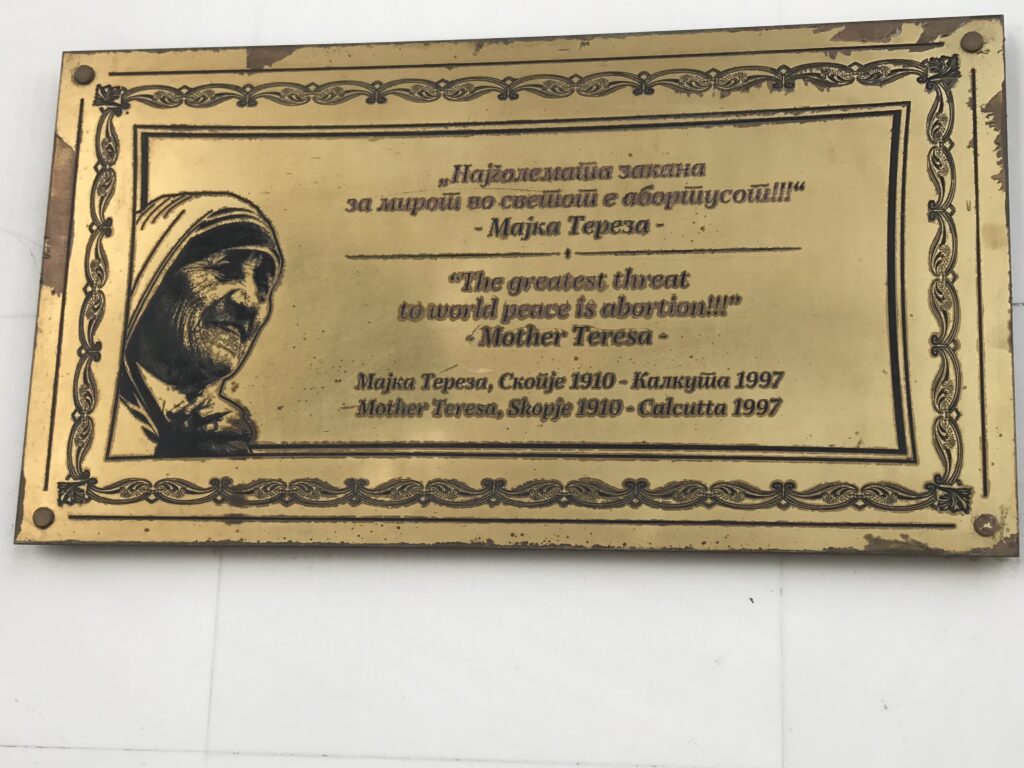 „Најголемата закана
за мирот во светот е абортусот!!!“
- Мајка Тереза -
“The greatest threat
to world peace is abortion!!!”
- Mother Teresa -
Мајка Тереза, Скопје 1910 - Калкута 1997
Mother Teresa, Skopje 1910 - Calcutta 1997